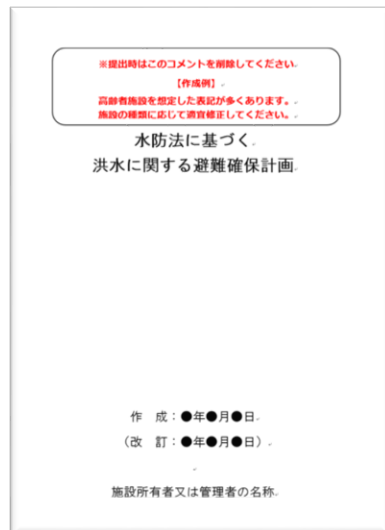 ※提出時はこのコメントを削除してください
【作成例】
高齢者施設を想定した表記が多くあります。
施設の種類に応じて適宜修正してください。
水防法に基づく
洪水に関する避難確保計画
作　成：●年●月●日
（改　訂：●年●月●日）
施設所有者又は管理者の名称